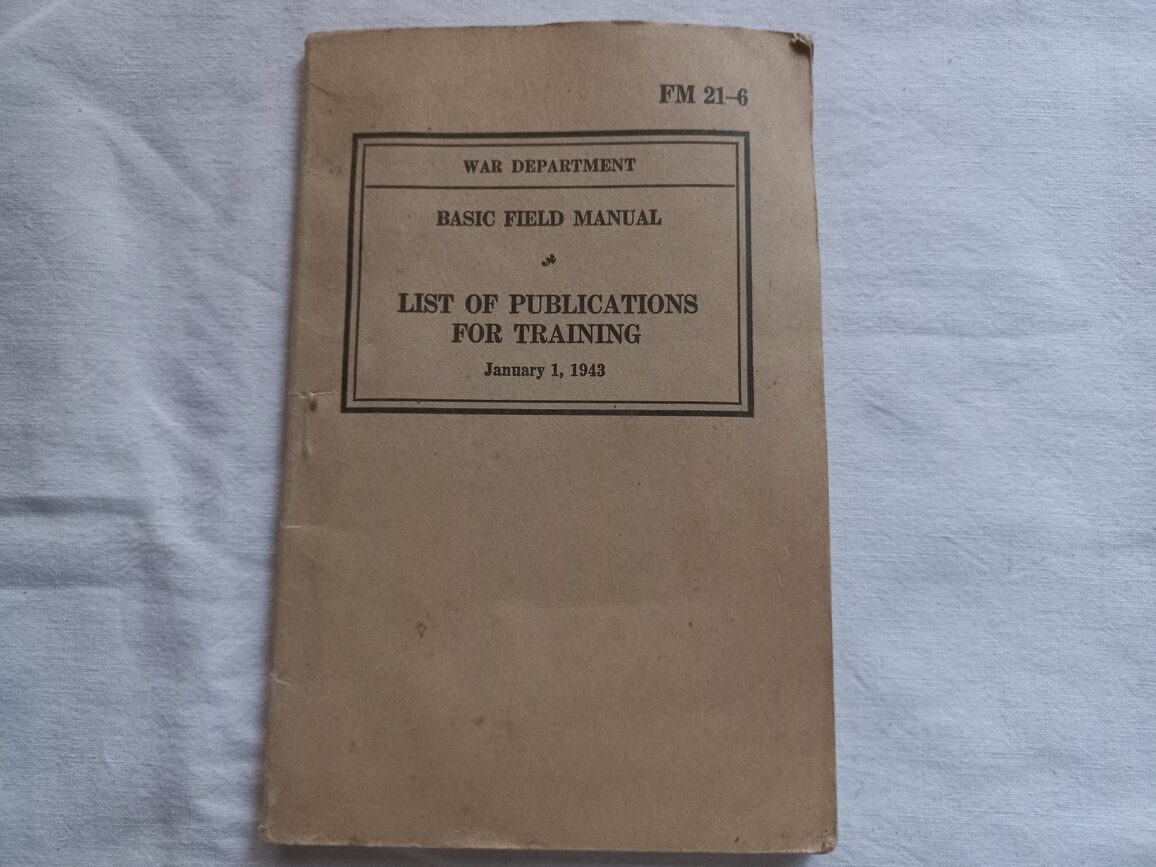 FM 21–6
WAR DEPARTMENT
BASIC FIELD MANUAL
LIST OF PUBLICATIONS
FOR TRAINING
January 1, 1943